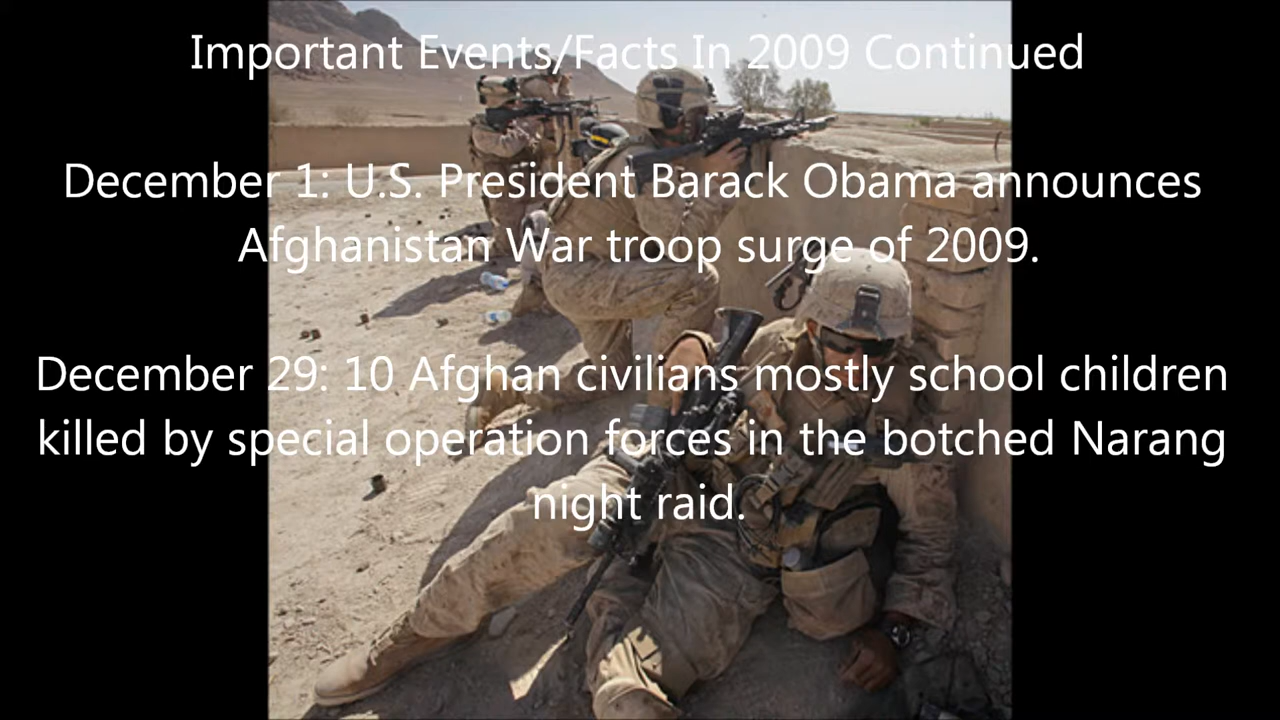 Important Events/Facts In 2009 Continued
December 1: U.S. President Barack Obama announces
Afghanistan War troop surge of 2009.
December 29: 10 Afghan civilians mostly school children
killed by special operation forces in the botched Narang
night raid.